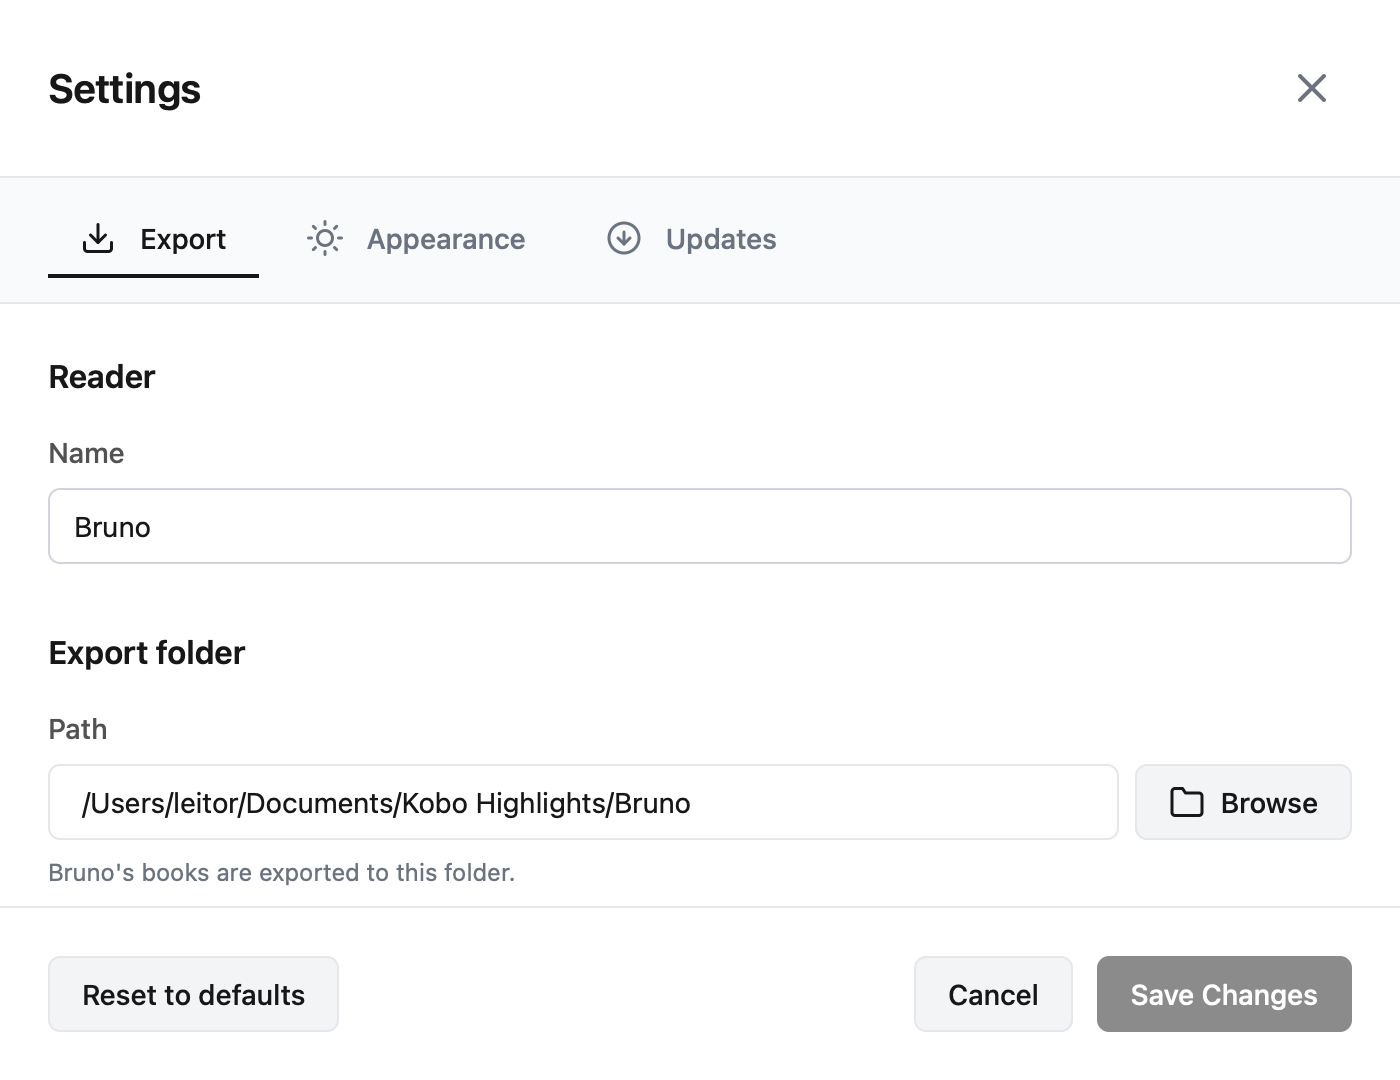 Settings
Export
Appearance
Updates
Reader
Name
Bruno
Export folder
Path
/Users/leitor/Documents/Kobo Highlights/Bruno
Browse
Bruno's books are exported to this folder.
Reset to defaults
Cancel
Save Changes